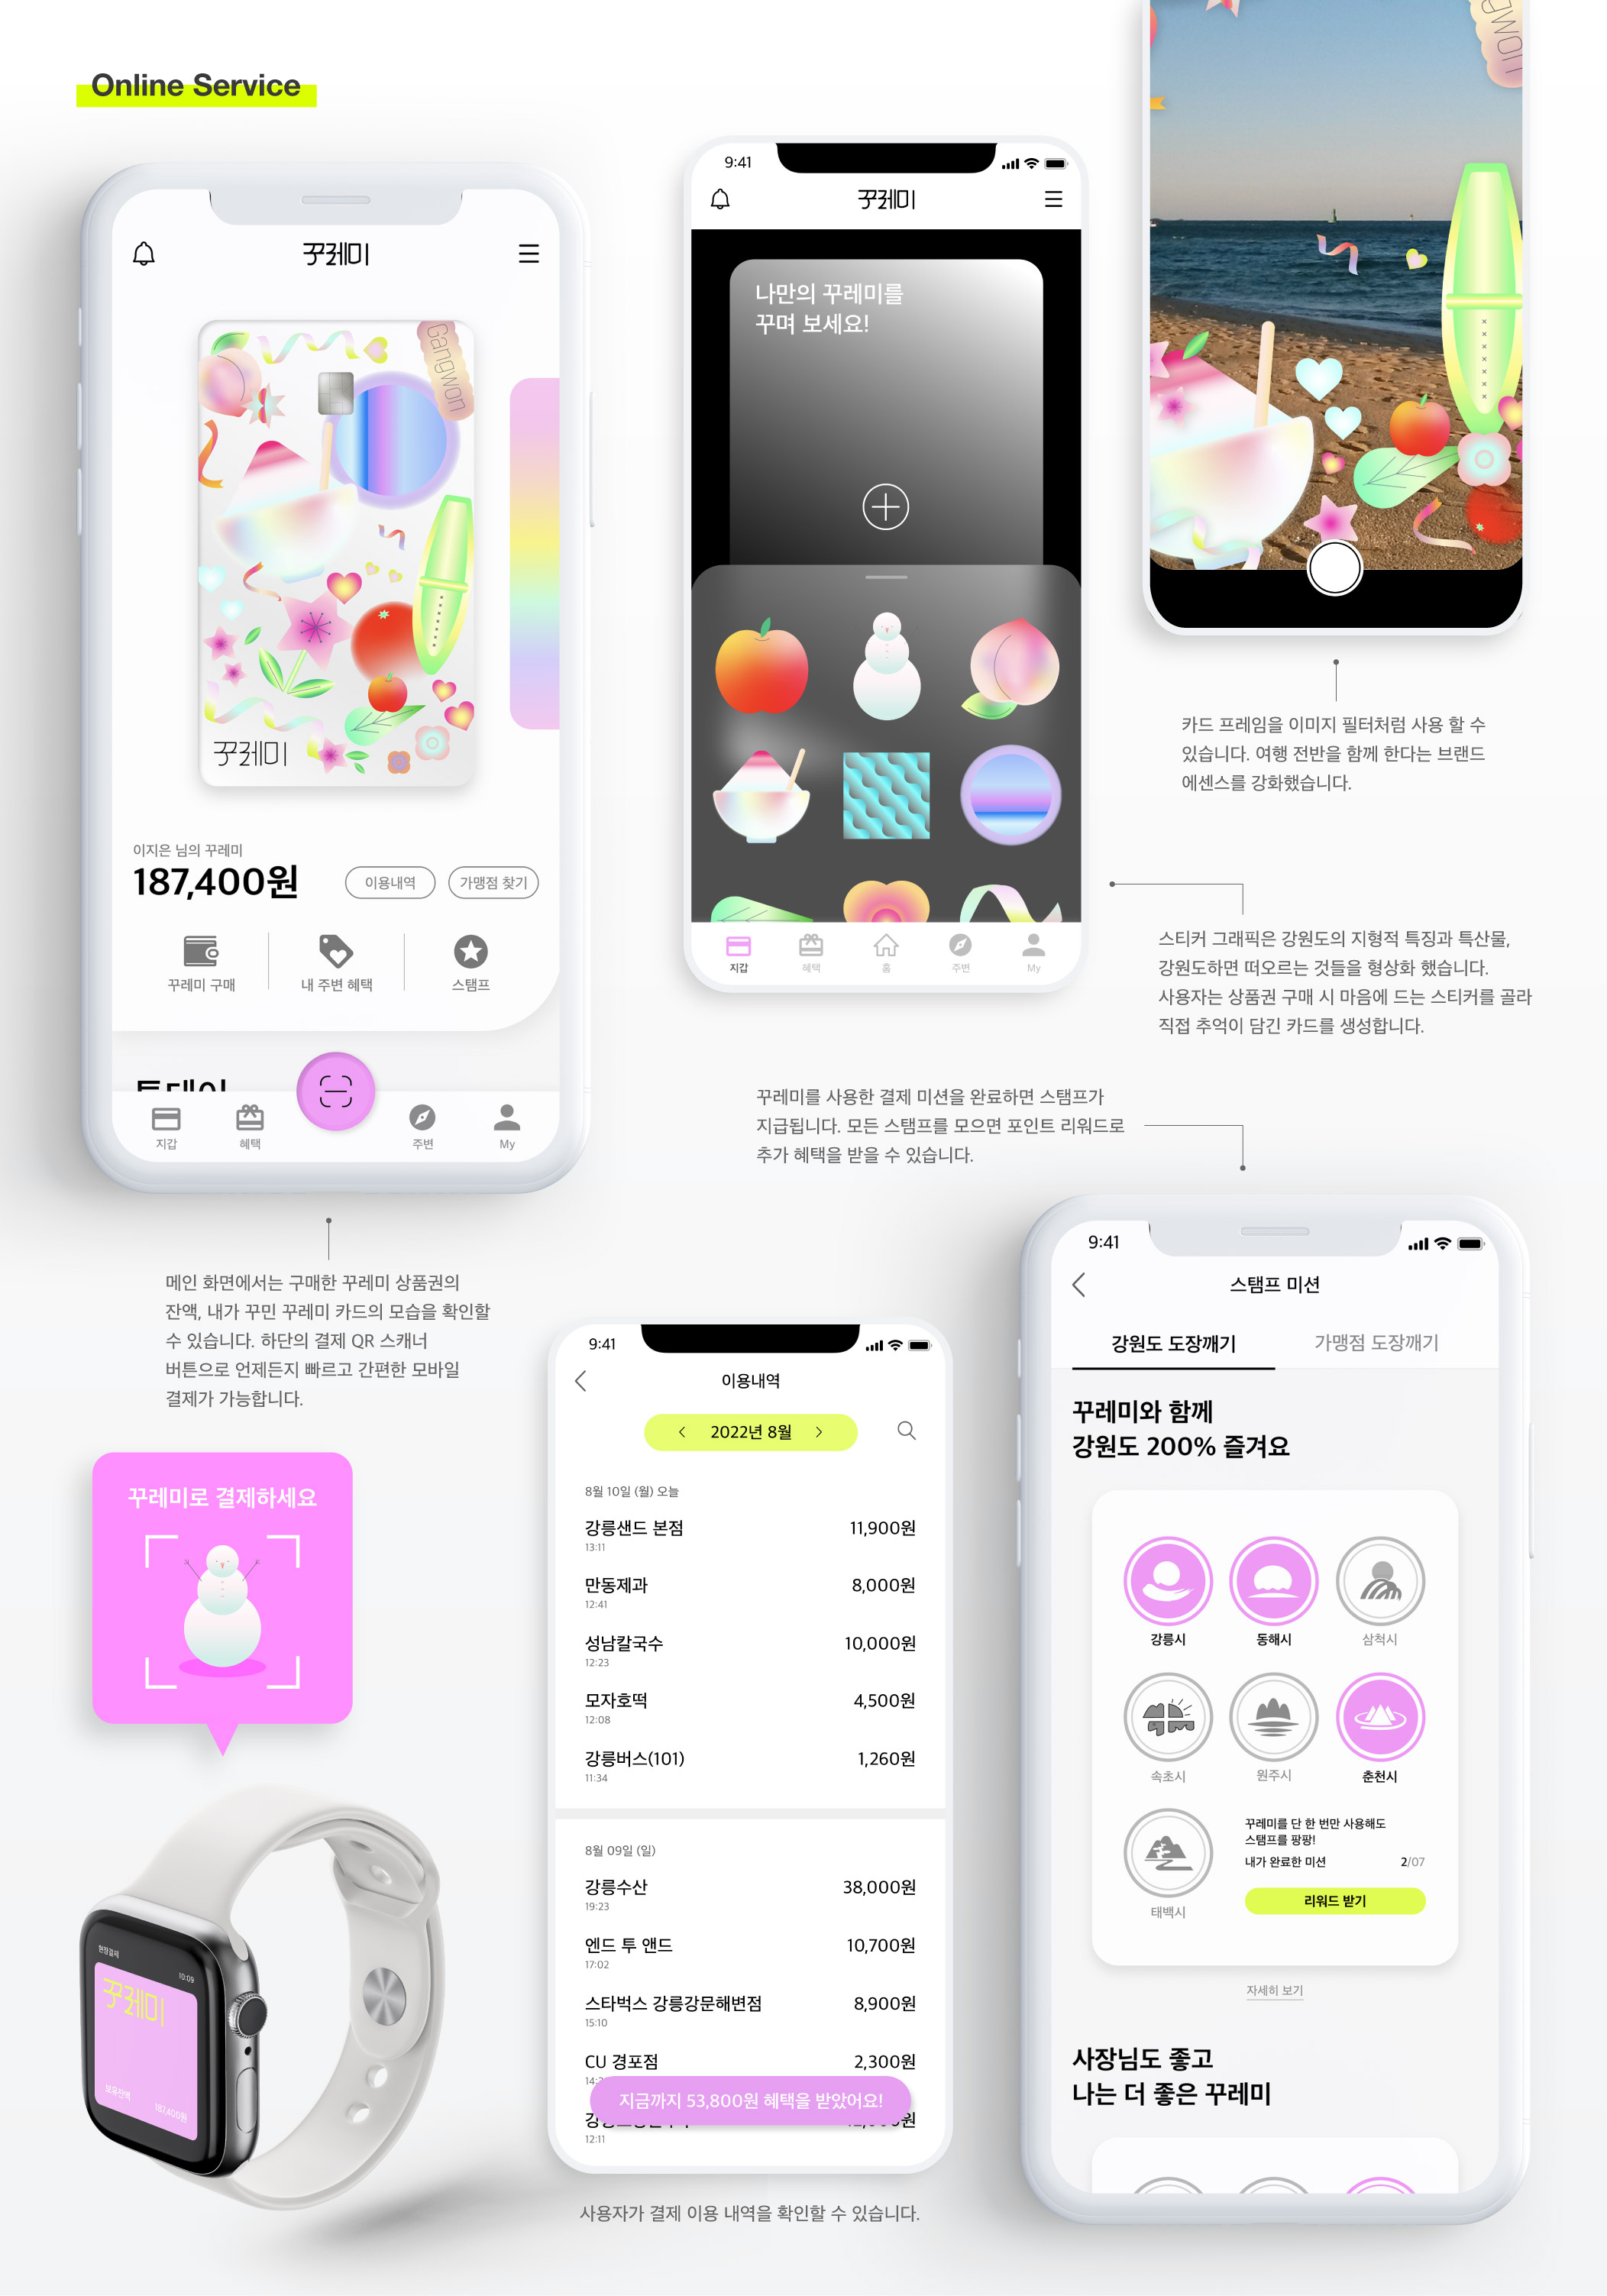 Online Service
꾸레미
Gangwon
꾸레미
이지은 님의 꾸레미
187,400원
이용내역
가맹점 찾기
꾸레미 구매
내 주변 혜택
스탬프
지갑
혜택
주변
My
9:41
꾸레미
나만의 꾸레미를
꾸며 보세요!
지갑
혜택
홈
주변
My
카드 프레임을 이미지 필터처럼 사용 할 수
있습니다. 여행 전반을 함께 한다는 브랜드
에센스를 강화했습니다.
스티커 그래픽은 강원도의 지형적 특징과 특산물,
강원도하면 떠오르는 것들을 형상화 했습니다.
사용자는 상품권 구매 시 마음에 드는 스티커를 골라
직접 추억이 담긴 카드를 생성합니다.
꾸레미를 사용한 결제 미션을 완료하면 스탬프가
지급됩니다. 모든 스탬프를 모으면 포인트 리워드로
추가 혜택을 받을 수 있습니다.
메인 화면에서는 구매한 꾸레미 상품권의
잔액, 내가 꾸민 꾸레미 카드의 모습을 확인할
수 있습니다. 하단의 결제 QR 스캐너
버튼으로 언제든지 빠르고 간편한 모바일
결제가 가능합니다.
꾸레미로 결제하세요
현장결제
10:09
꾸레미
보유잔액
187,400원
9:41
이용내역
2022년 8월
8월 10일 (월) 오늘
강릉샌드 본점 11,900원
13:11
만동제과 8,000원
12:41
성남칼국수 10,000원
12:23
모자호떡 4,500원
12:08
강릉버스(101) 1,260원
11:34
8월 09일 (일)
강릉수산 38,000원
19:23
엔드 투 앤드 10,700원
17:02
스타벅스 강릉강문해변점 8,900원
15:10
CU 경포점 2,300원
지금까지 53,800원 혜택을 받았어요!
12:11
사용자가 결제 이용 내역을 확인할 수 있습니다.
9:41
스탬프 미션
강원도 도장깨기
가맹점 도장깨기
꾸레미와 함께
강원도 200% 즐겨요
강릉시
동해시
삼척시
속초시
원주시
춘천시
태백시
꾸레미를 단 한 번만 사용해도
스탬프를 팡팡!
내가 완료한 미션 2/07
리워드 받기
자세히 보기
사장님도 좋고
나는 더 좋은 꾸레미